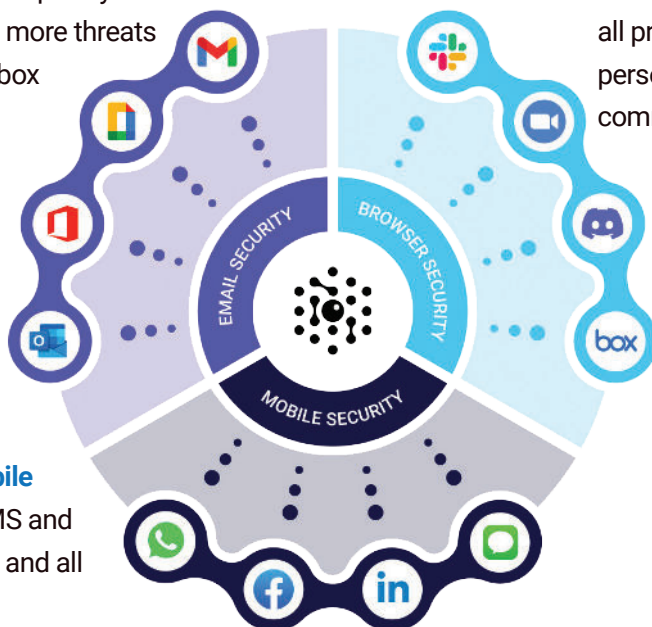 more threats
box
all pr
perso
com
EMAIL SECURITY
BROWSER SECURITY
box
MOBILE SECURITY
bile
MS and
and all
in